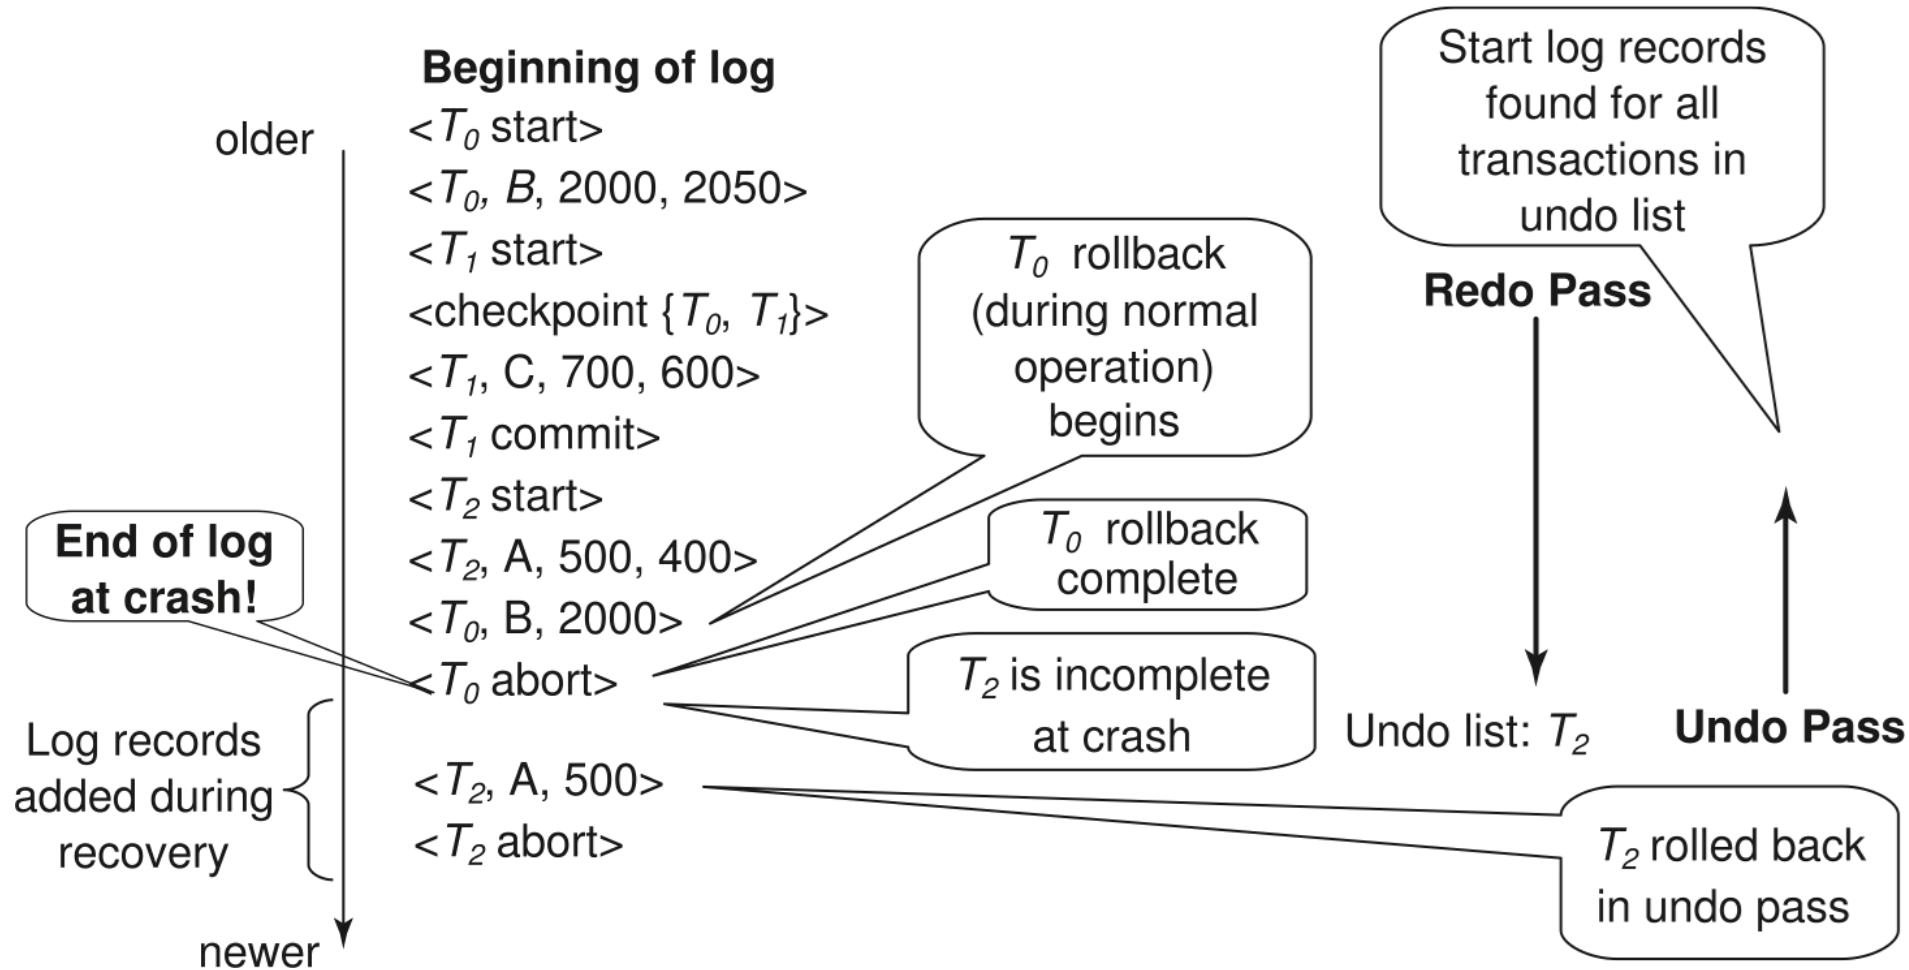 Beginning of log
older
<T0 start>
<T0, B, 2000, 2050>
<T1 start>
<checkpoint {T0, T1}>
<T1, C, 700, 600>
<T1 commit>
<T2 start>
<T2, A, 500, 400>
<T0, B, 2000>
<T0 abort>
<T2, A, 500>
<T2 abort>
newer
End of log
at crash!
Log records
added during
recovery
T0 rollback
(during normal
operation)
begins
T0 rollback
complete
T2 is incomplete
at crash
Start log records
found for all
transactions in
undo list
Redo Pass
Undo list: T2
Undo Pass
T2 rolled back
in undo pass